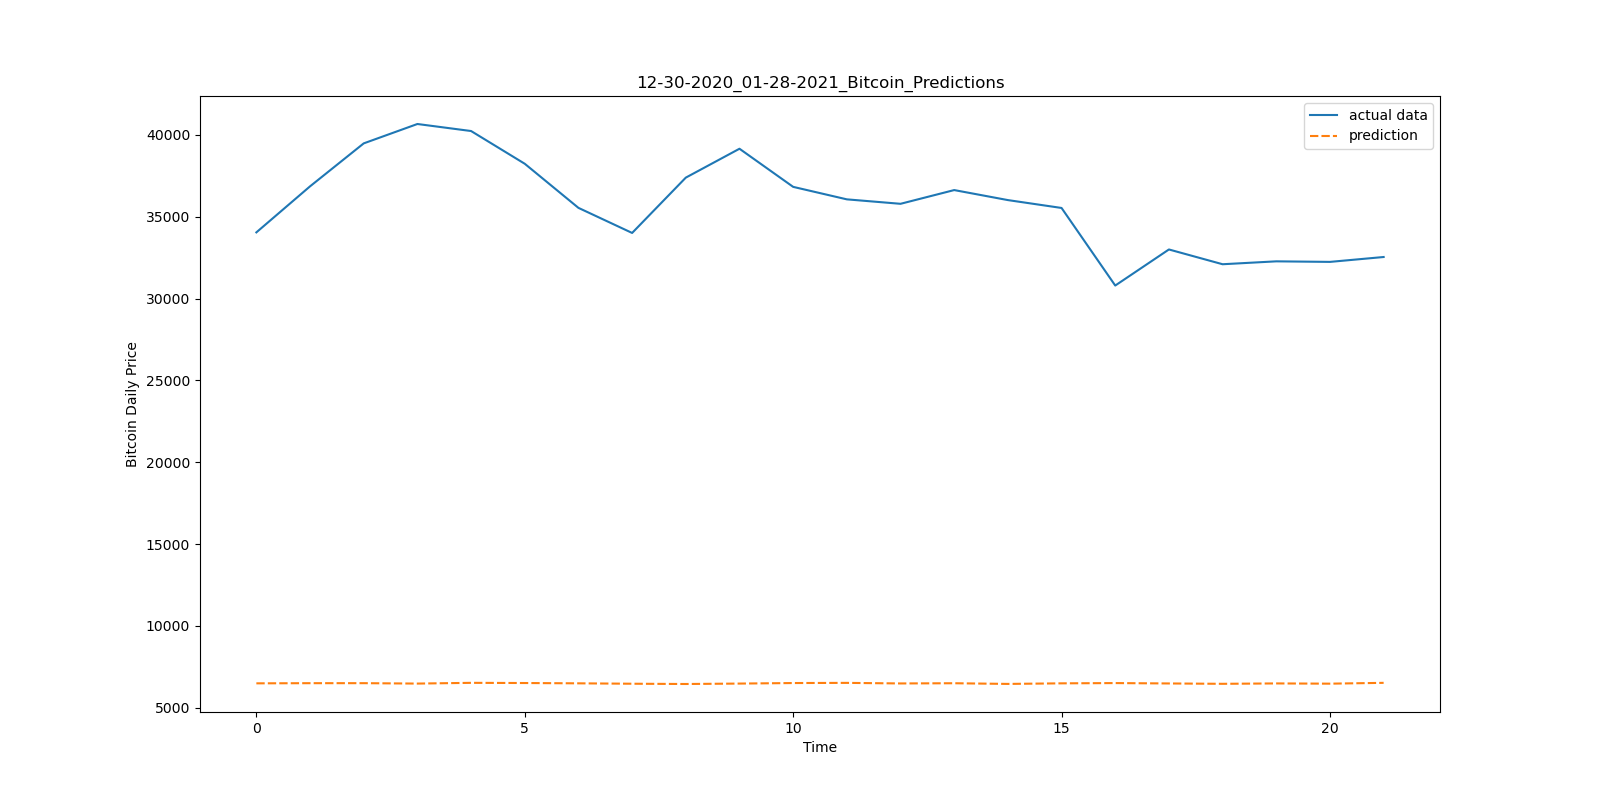 12-30-2020_01-28-2021_Bitcoin_Predictions
actual data
prediction
40000
35000
30000
25000
20000
15000
10000
5000
Bitcoin Daily Price
0
5
10
15
20
Time